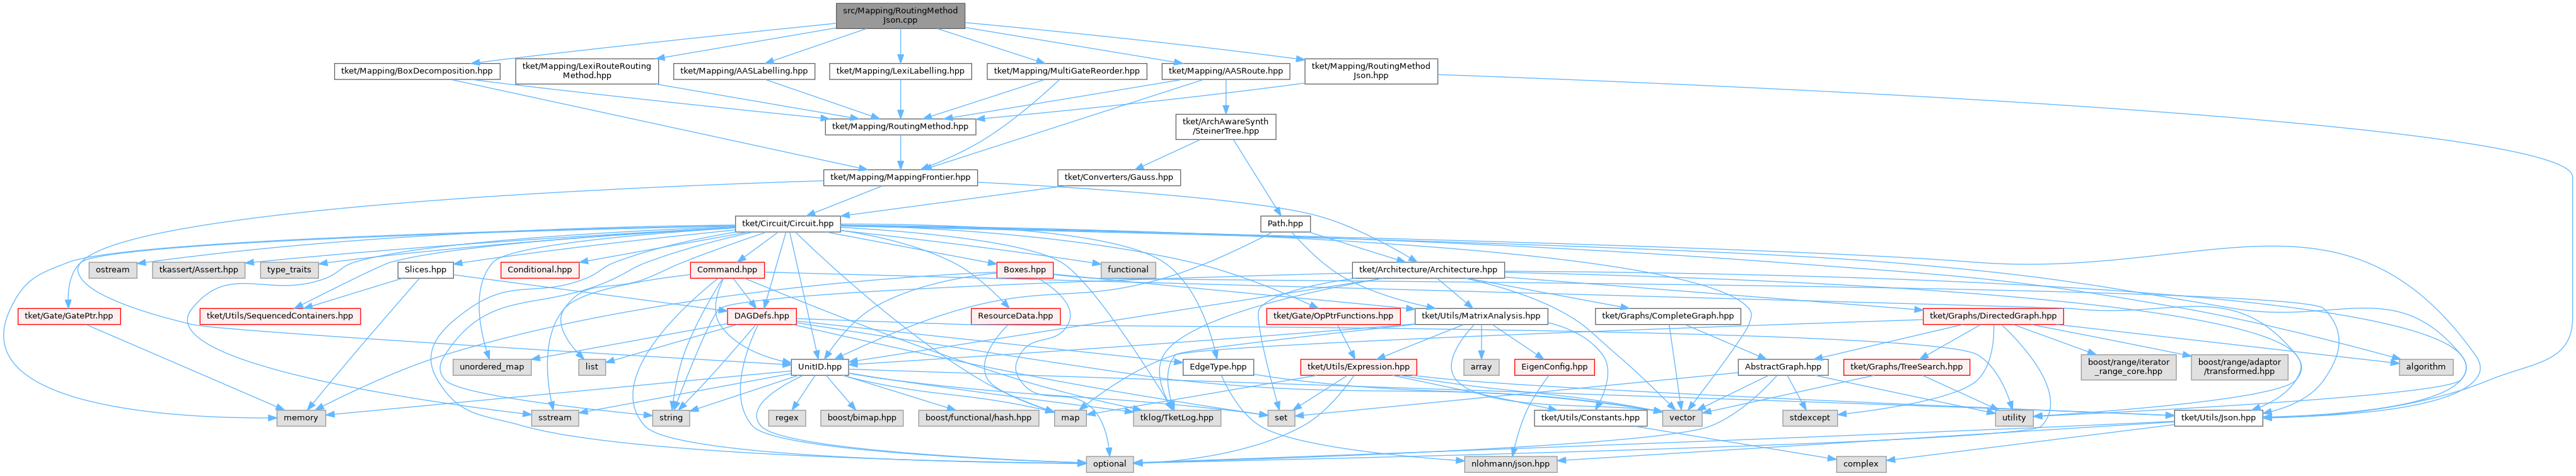 src/Mapping/RoutingMethod
Json.cpp
tket/Mapping/BoxDecomposition.hpp
tket/Mapping/LexiRouteRouting
Method.hpp
tket/Mapping/AASLabelling.hpp
tket/Mapping/LexiLabelling.hpp
tket/Mapping/MultiGateReorder.hpp
tket/Mapping/AASRoute.hpp
tket/Mapping/RoutingMethod
Json.hpp
tket/Mapping/RoutingMethod.hpp
tket/ArchAwareSynth
/SteinerTree.hpp
tket/Mapping/MappingFrontier.hpp
tket/Converters/Gauss.hpp
tket/Circuit/Circuit.hpp
Path.hpp
ostream
tkassert/Assert.hpp
type_traits
Slices.hpp
Conditional.hpp
Command.hpp
Boxes.hpp
functional
tket/Architecture/Architecture.hpp
tket/Gate/GatePtr.hpp
tket/Utils/SequencedContainers.hpp
DAGDefs.hpp
ResourceData.hpp
tket/Gate/OpPtrFunctions.hpp
tket/Utils/MatrixAnalysis.hpp
tket/Graphs/CompleteGraph.hpp
tket/Graphs/DirectedGraph.hpp
unordered_map
list
UnitID.hpp
EdgeType.hpp
tket/Utils/Expression.hpp
array
EigenConfig.hpp
AbstractGraph.hpp
tket/Graphs/TreeSearch.hpp
boost/range/iterator
_range_core.hpp
boost/range/adaptor
/transformed.hpp
algorithm
memory
sstream
string
regex
boost/bimap.hpp
boost/functional/hash.hpp
map
tklog/TketLog.hpp
set
tket/Utils/Constants.hpp
vector
stdexcept
utility
tket/Utils/Json.hpp
optional
nlohmann/json.hpp
complex